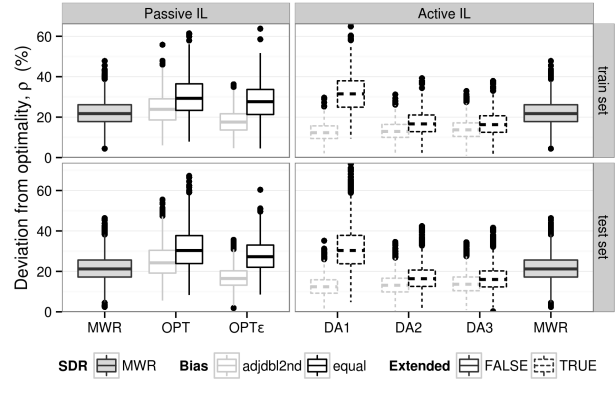 Passive IL Active IL
Deviation from optimality, ρ (%)
60
40
20
0
train set
60
40
20
0
test set
MWR OPT OPTε DA1 DA2 DA3 MWR
SDR MWR Bias adjdbl2nd equal Extended FALSE TRUE